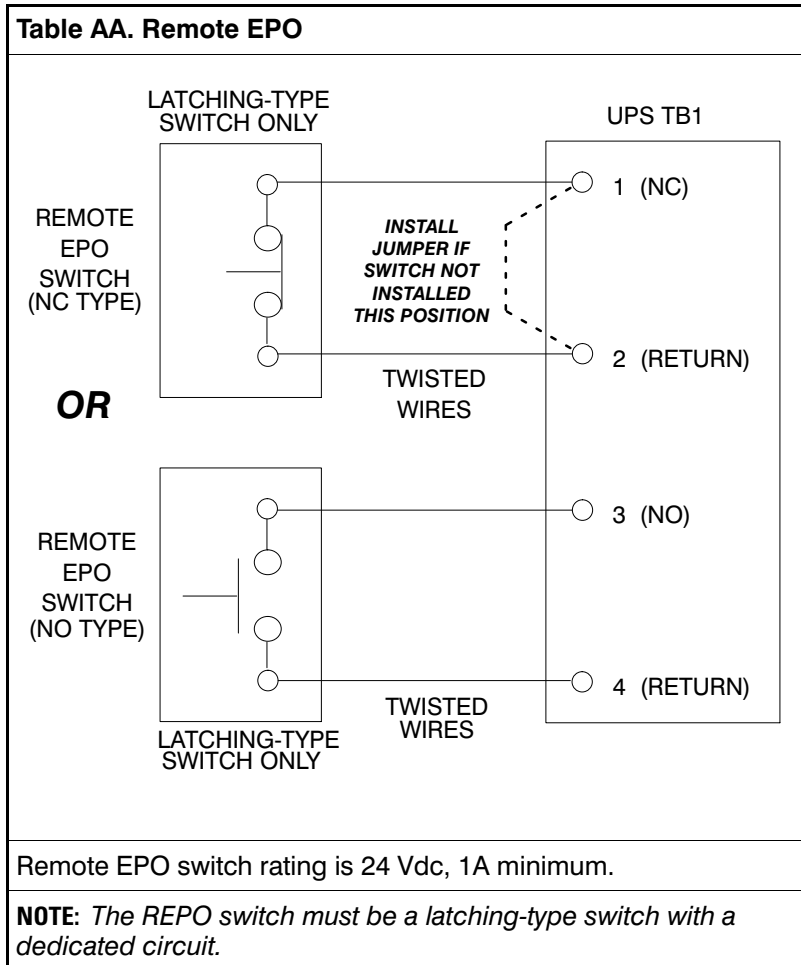 Table AA. Remote EPO
LATCHING-TYPE
SWITCH ONLY
UPS TB1
REMOTE
EPO
SWITCH
(NC TYPE)
INSTALL
JUMPER IF
SWITCH NOT
INSTALLED
THIS POSITION
1 (NC)
2 (RETURN)
TWISTED
WIRES
OR
REMOTE
EPO
SWITCH
(NO TYPE)
3 (NO)
4 (RETURN)
TWISTED
WIRES
LATCHING-TYPE
SWITCH ONLY
Remote EPO switch rating is 24 Vdc, 1A minimum.
NOTE: The REPO switch must be a latching-type switch with a
dedicated circuit.